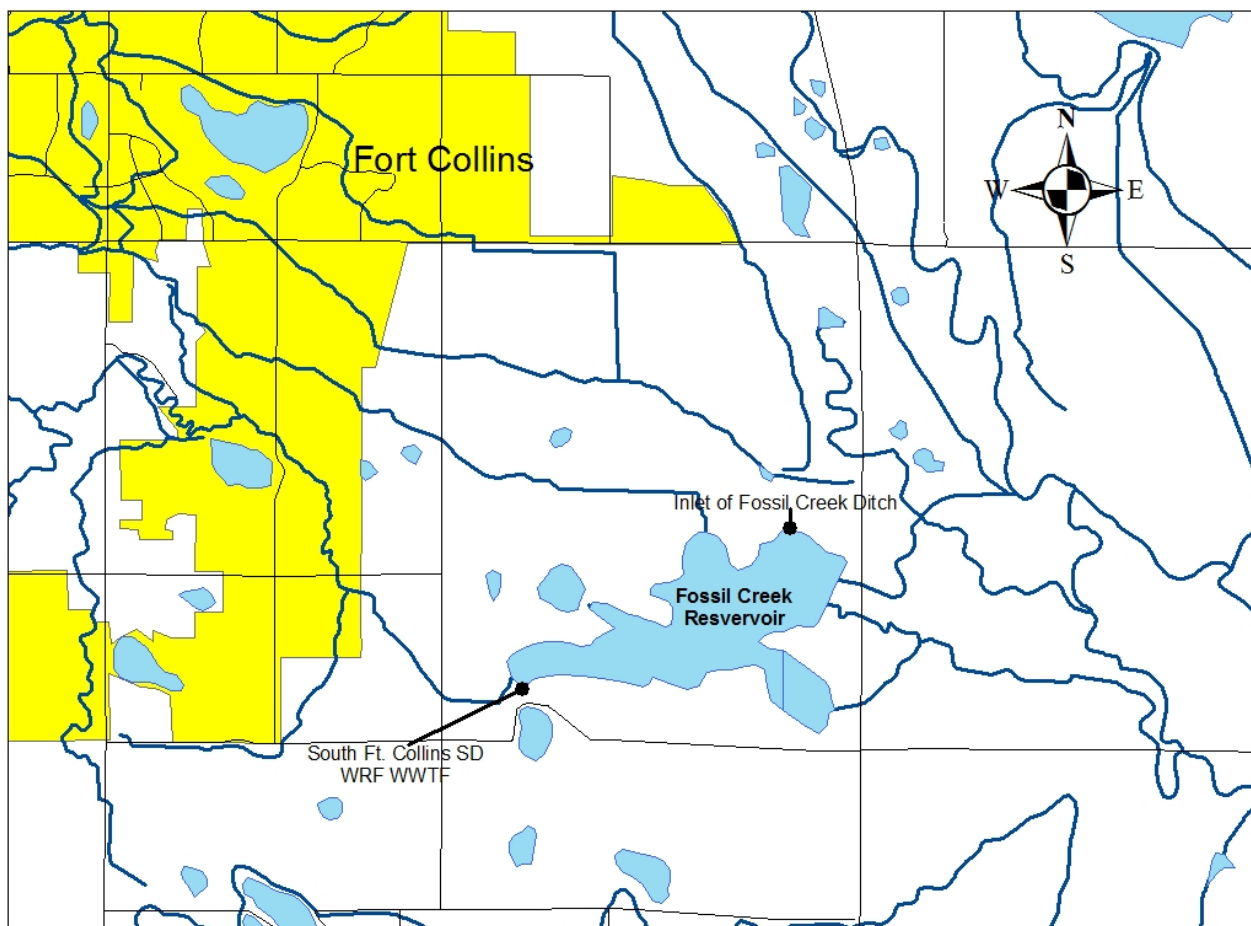 Fort Collins
N
W E
S
Inlet of Fossil Creek Ditch
Fossil Creek
Resvervoir
South Ft. Collins SD
WRF WWTF